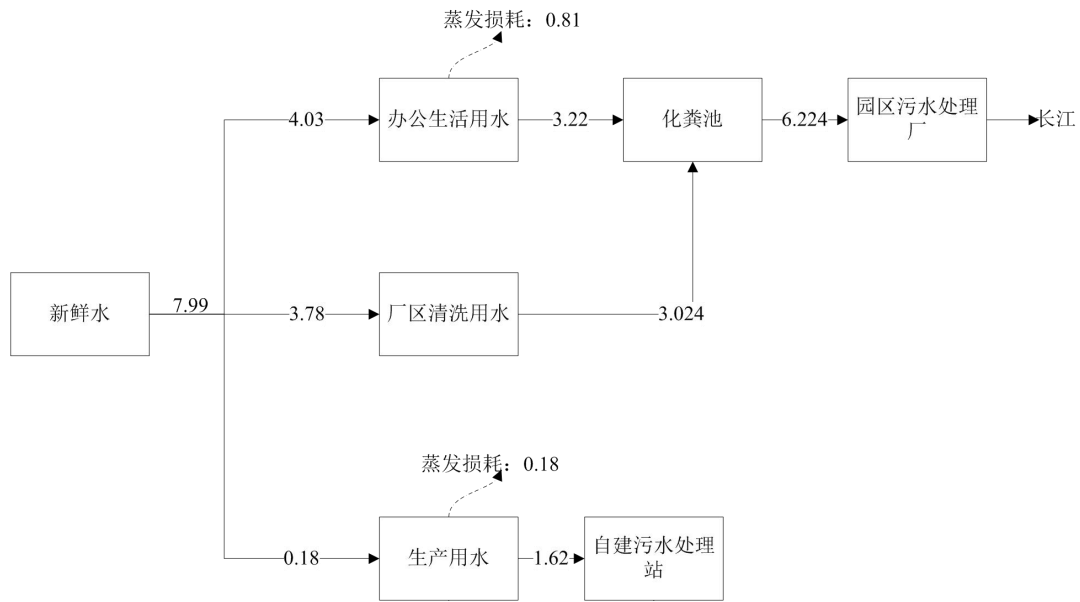 蒸发损耗：0.81
4.03
办公生活用水
3.22
化粪池
6.224
园区污水处理
厂
长江
新鲜水
7.99
3.78
厂区清洗用水
3.024
蒸发损耗：0.18
0.18
生产用水
1.62
自建污水处理
站